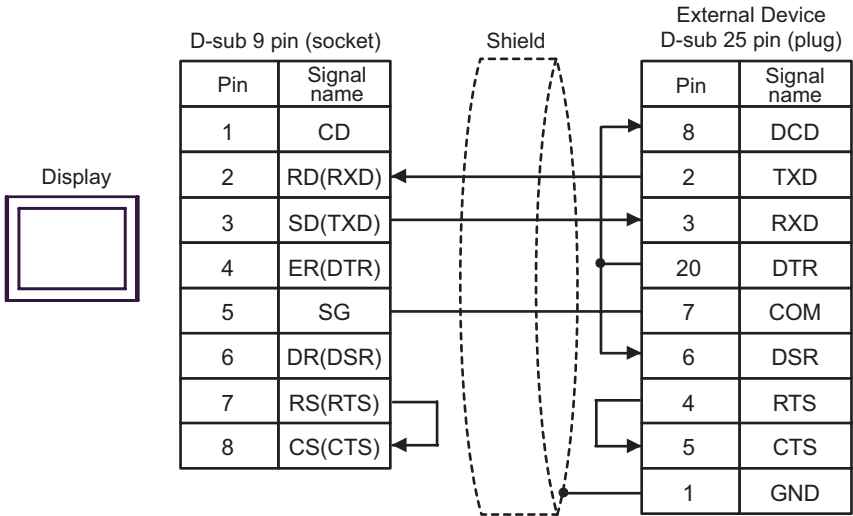 External Device
D-sub 9 pin (socket) Shield D-sub 25 pin (plug)
Pin Signal name Pin Signal name
1 CD 8 DCD
Display 2 RD(RXD) 2 TXD
3 SD(TXD) 3 RXD
4 ER(DTR) 20 DTR
5 SG 7 COM
6 DR(DSR) 6 DSR
7 RS(RTS) 4 RTS
8 CS(CTS) 5 CTS
1 GND